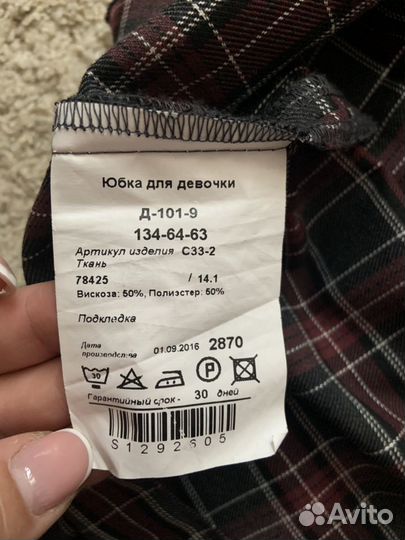 Юбка для девочки
Д-101-9
134-64-63
Артикул изделия С33-2
Ткань
78425 / 14.1
Вискоза: 50%, Полиэстер: 50%
Подкладка
Дата производства 01.09.2016 2870
30 P
Гарантийный срок - 30 дней
S1292605
Avito